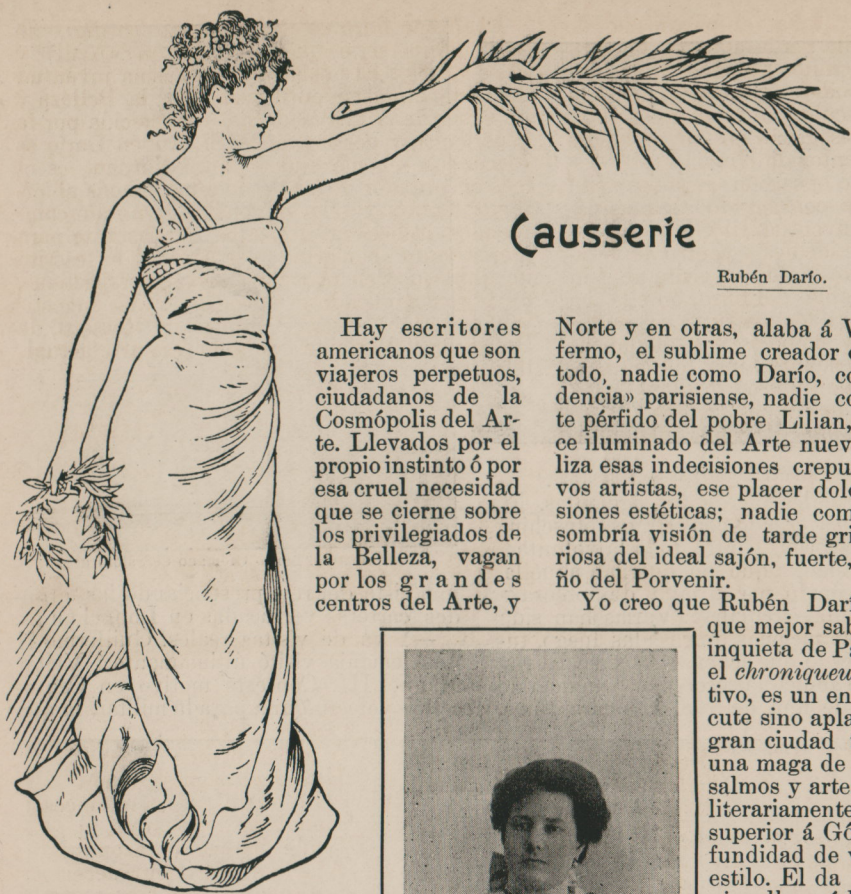 Causserie
Rubén Darío.
Hay escritores
americanos que son
viajeros perpetuos,
ciudadanos de la
Cosmópolis del Ar-
te. Llevados por el
propio instinto ó por
esa cruel necesidad
que se cierne sobre
los privilegiados de
la Belleza, vagan
por los grandes
centros del Arte, y
Norte y en otras, alaba á V
fermo, el sublime creador
todo, nadie como Darío, co
dencia» parisiense, nadie co
te pérfido del pobre Lilian,
ce iluminado del Arte nuev
liza esas indecisiones crepu
vos artistas, ese placer dolo
siones estéticas; nadie com
sombría visión de tarde gri
riosa del ideal sajón, fuerte,
ño del Porvenir.
Yo creo que Rubén Darí
que mejor sab
inquieta de Pa
el chroniqueu
tivo, es un en
cute sino apla
gran ciudad
una maga de
salmos y arte
literariamente
superior á Gó
fundidad de v
estilo. El da